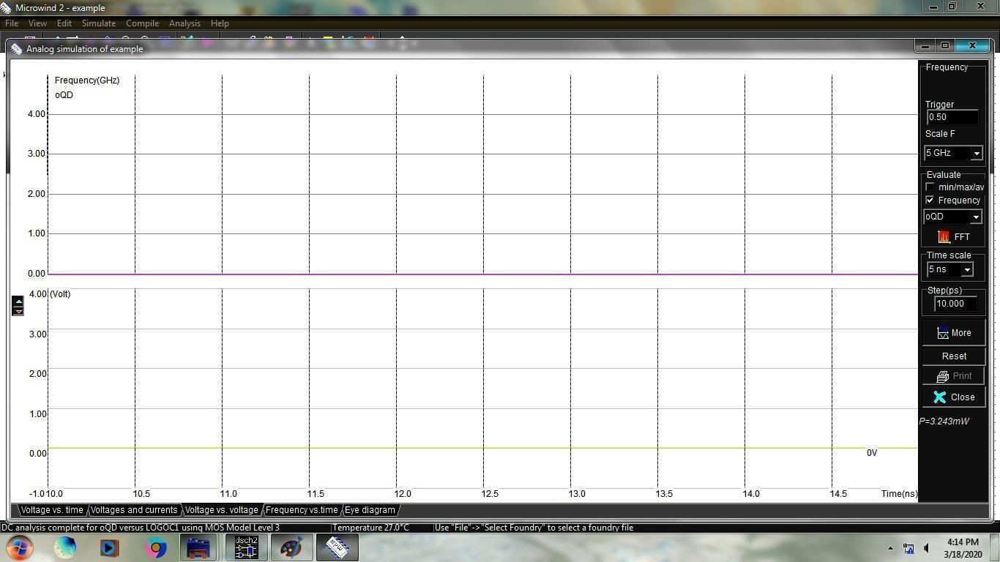 Microwind 2 - example
File View Edit Simulate Compile Analysis Help
Analog simulation of example
Frequency(GHz)
oQD
4.00
3.00
2.00
1.00
0.00
4.00 (Volt)
3.00
2.00
1.00
0.00
0V
-1.0 10.0 10.5 11.0 11.5 12.0 12.5 13.0 13.5 14.0 14.5 Time(ns)
Frequency
Trigger
0.50
Scale F
5 GHz
Evaluate
min/max/av
Frequency
oQD
FFT
Time scale
5 ns
Step(ps)
10.000
More
Reset
Print
Close
P=3.243mW
Voltage vs. time Voltages and currents Voltage vs. voltage Frequency vs.time Eye diagram
DC analysis complete for oQD versus LOGOC1 using MOS Model Level 3 Temperature 27.0°C Use "File"->"Select Foundry" to select a foundry file
dsch2
4:14 PM
3/18/2020